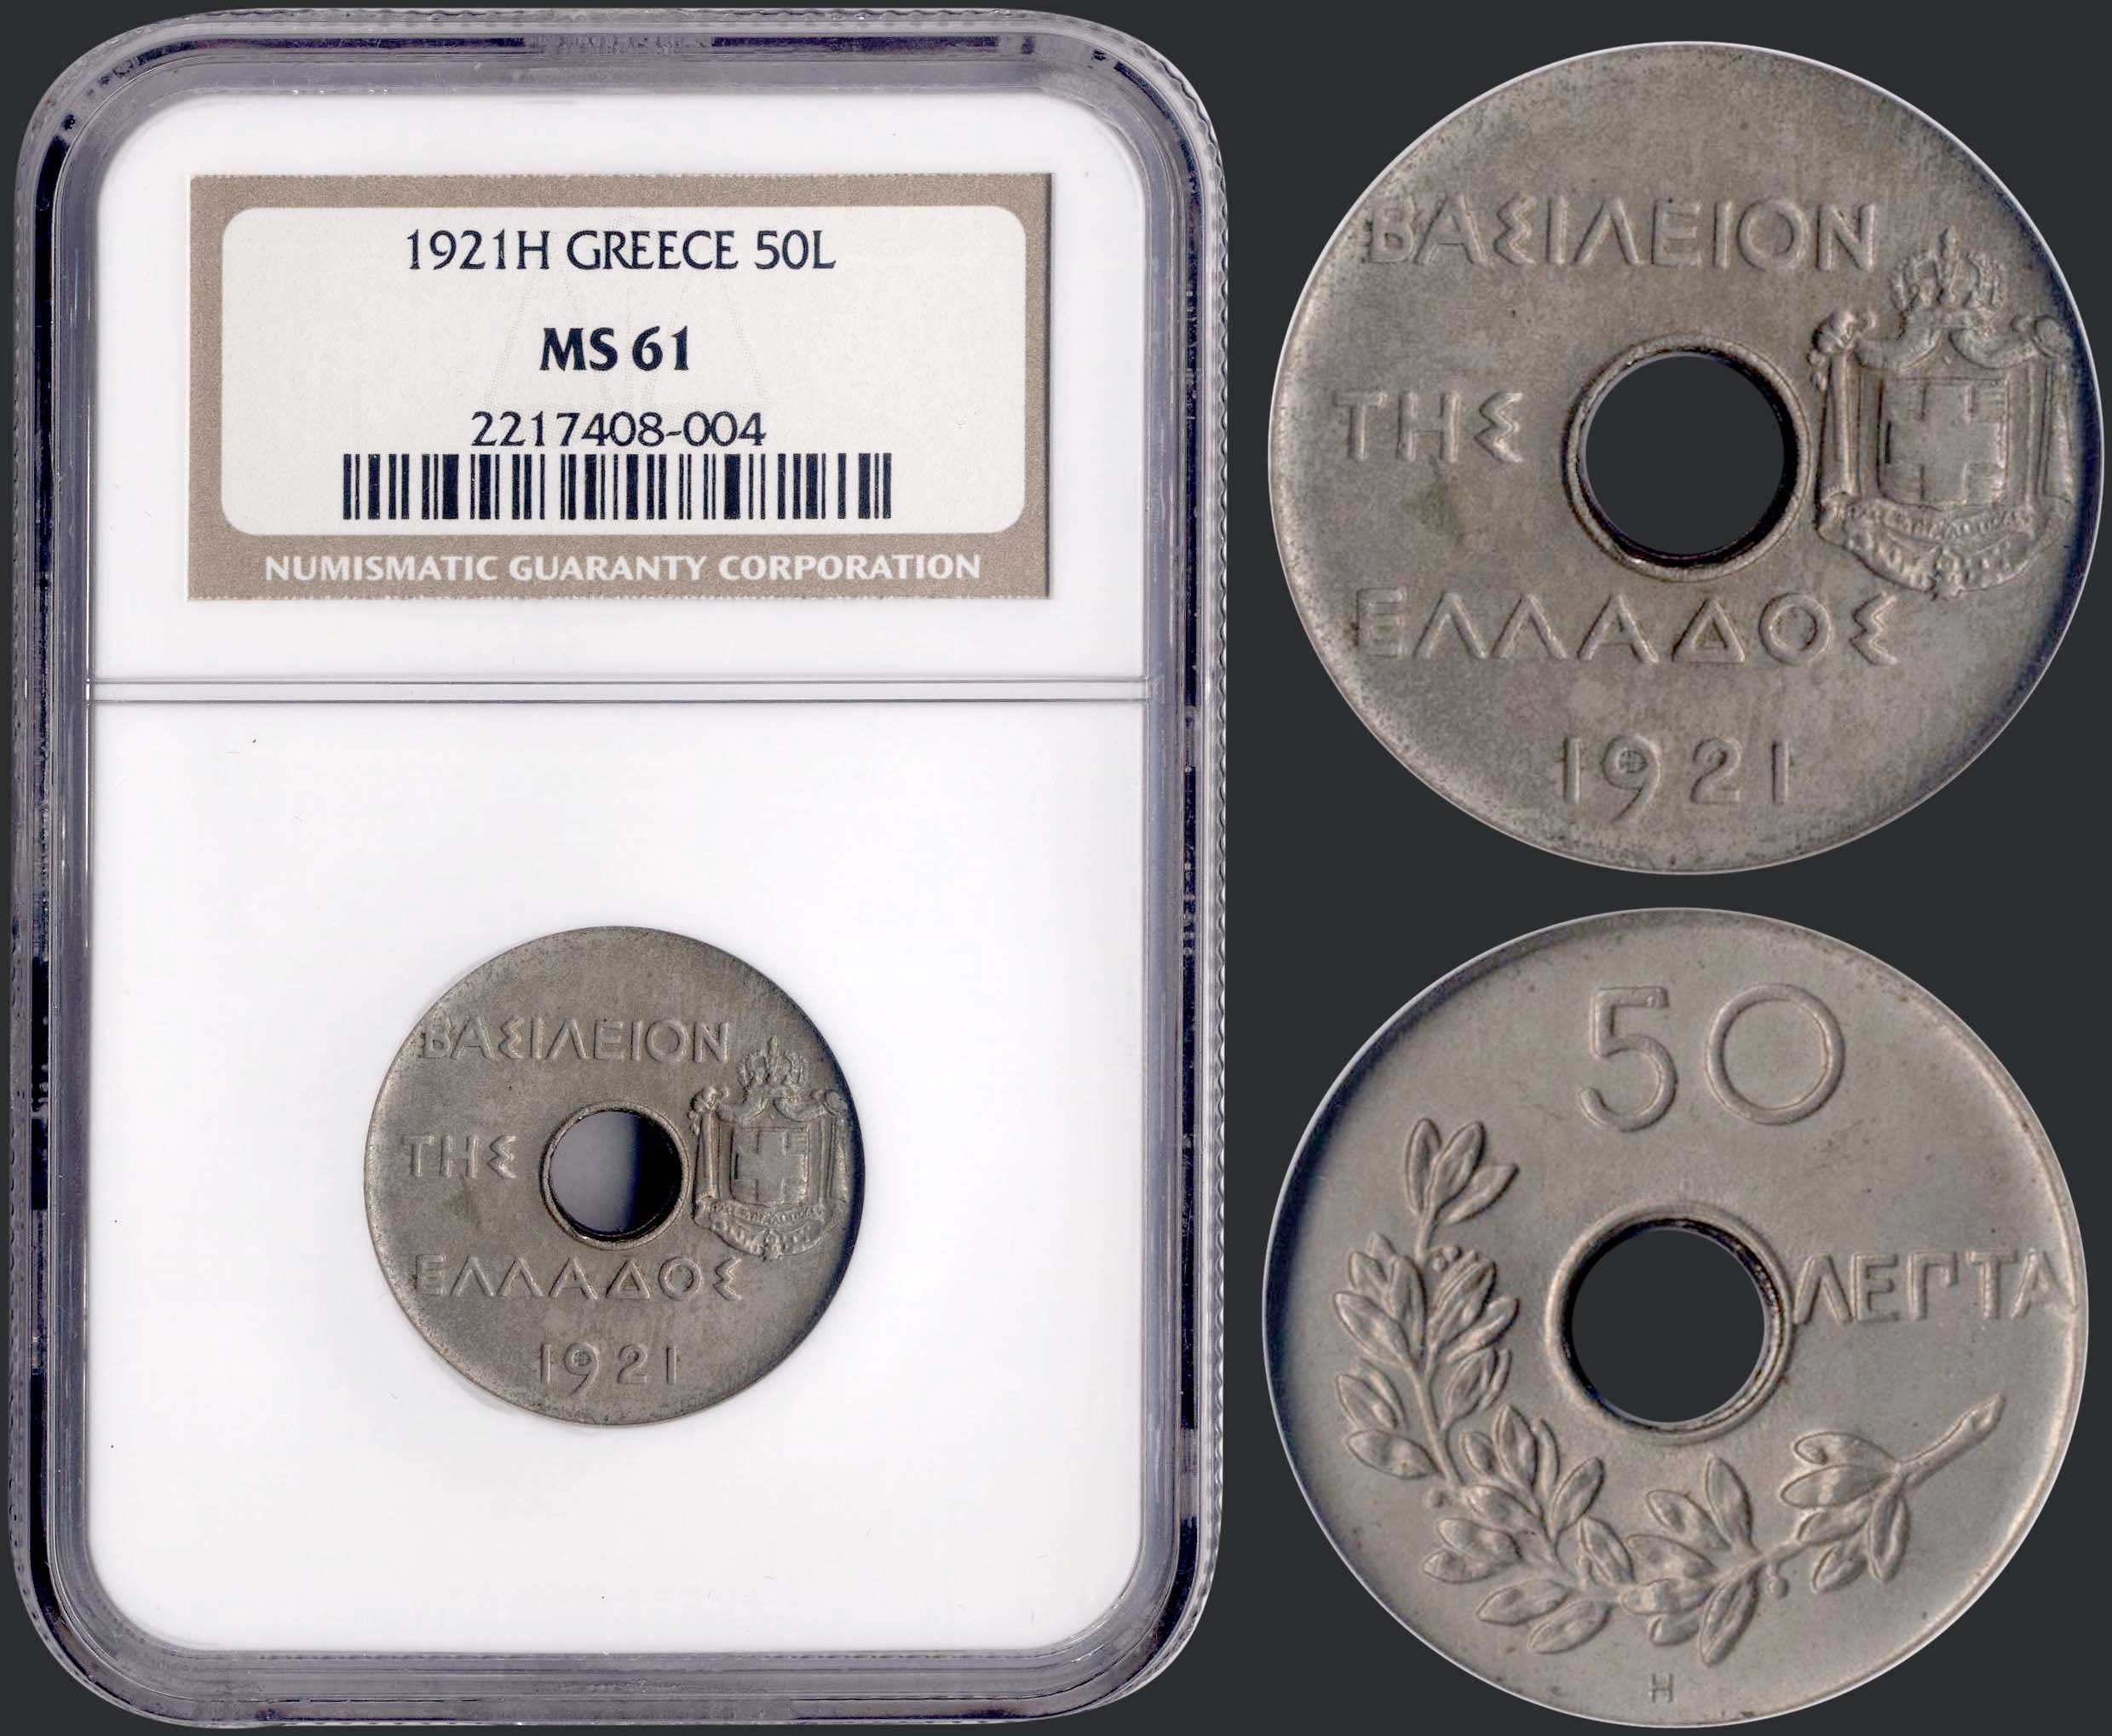 1921H GREECE 50L
MS 61
2217408-004
NUMISMATIC GUARANTY CORPORATION
ΒΑΣΙΛΕΙΟΝ
ΤΗΣ
ΕΛΛΑΔΟΣ
1921
ΒΑΣΙΛΕΙΟΝ
ΤΗΣ
ΕΛΛΑΔΟΣ
1921
50
ΛΕΠΤΑ
H